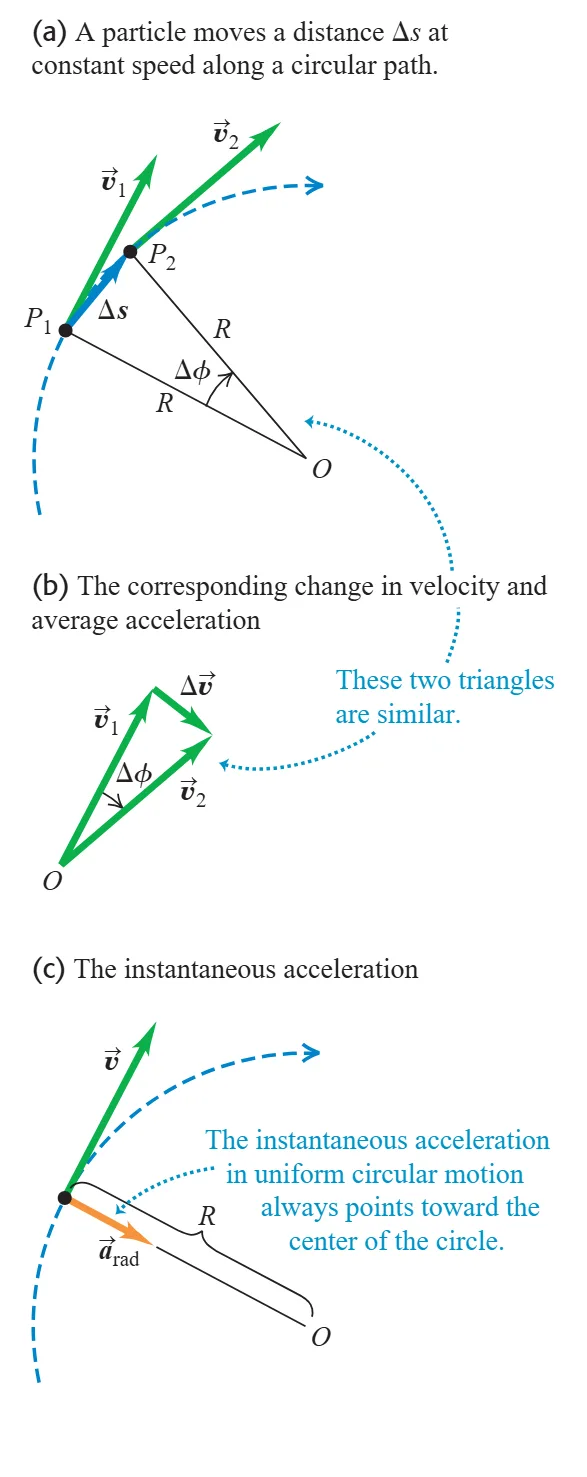 (a) A particle moves a distance Δs at
constant speed along a circular path.
v⃗₂
v⃗₁
P₂
Δs
P₁
R
Δϕ
R
O
(b) The corresponding change in velocity and
average acceleration
Δv⃗
These two triangles
are similar.
v⃗₁
Δϕ
v⃗₂
O
(c) The instantaneous acceleration
v⃗
The instantaneous acceleration
in uniform circular motion
always points toward the
center of the circle.
R
a⃗rad
O